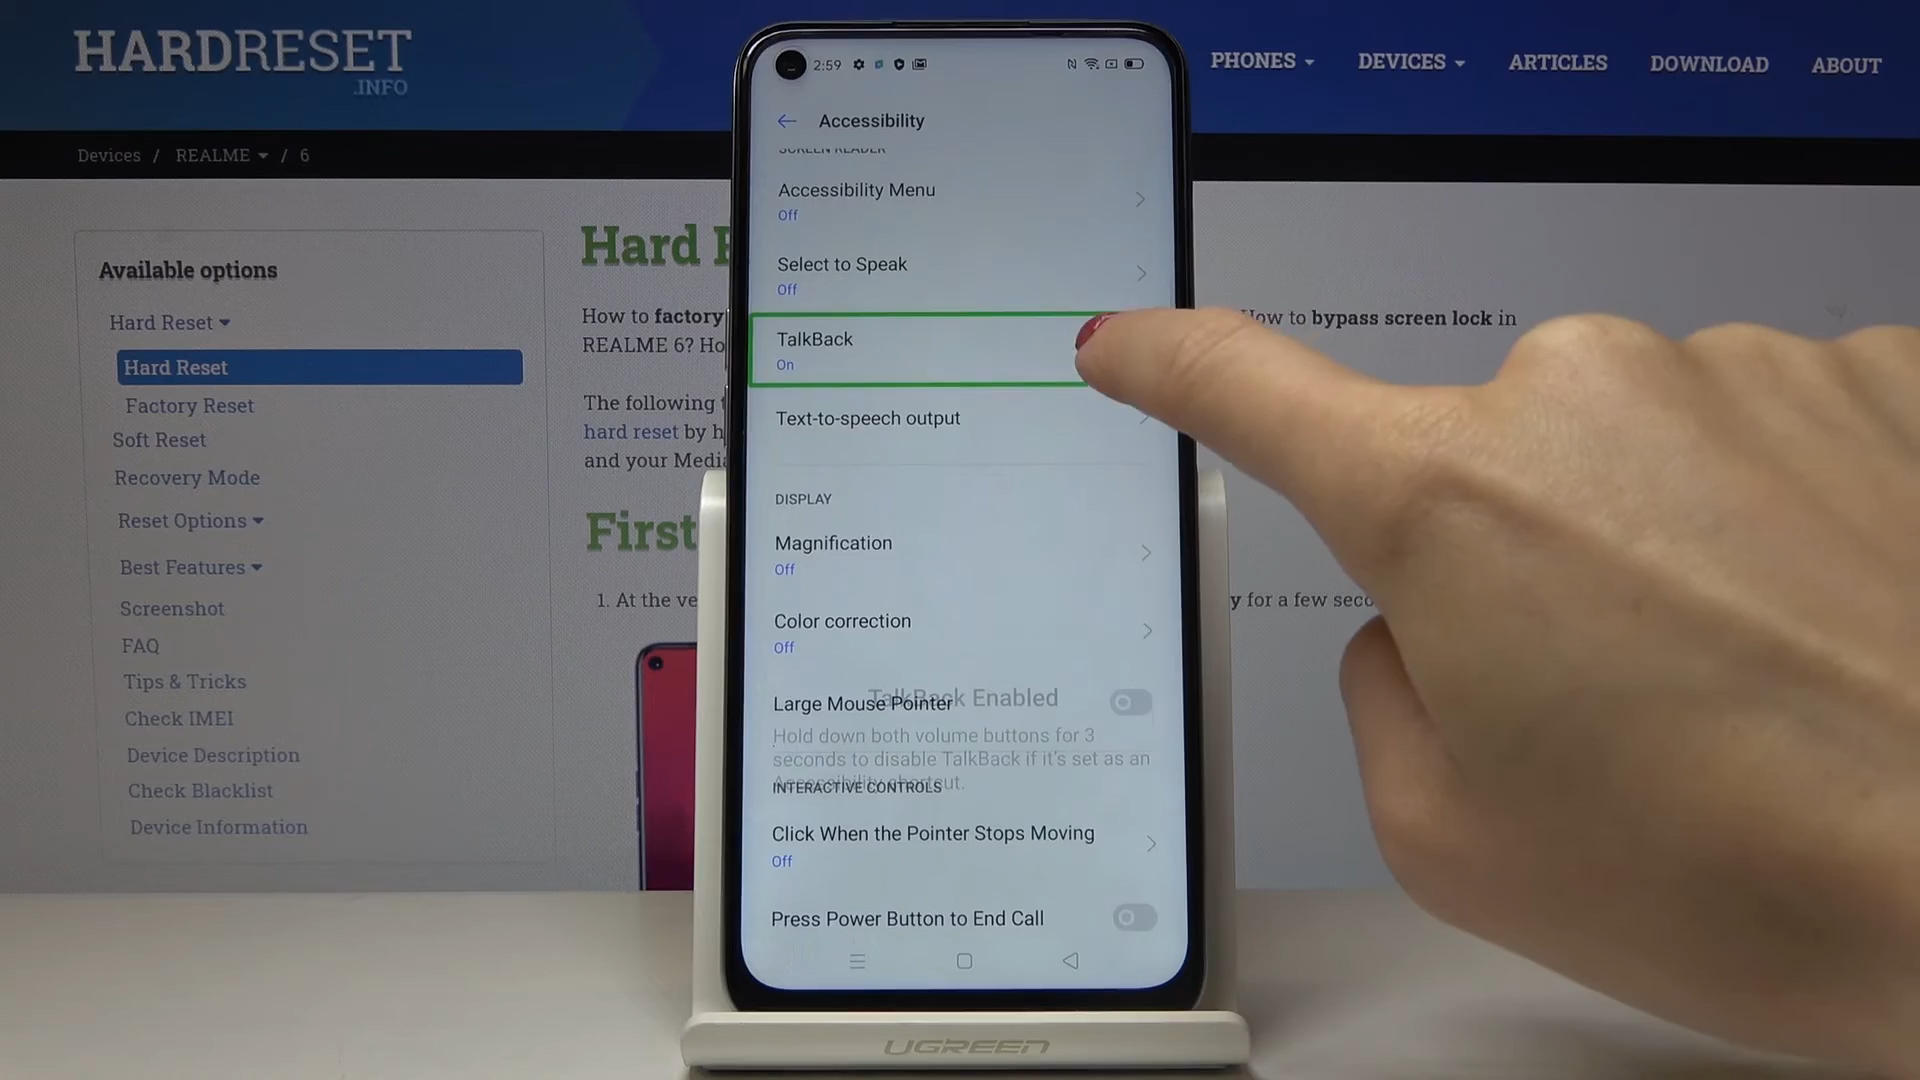 HARDRESET
.INFO
PHONES
DEVICES
ARTICLES
DOWNLOAD
ABOUT
Devices / REALME / 6
Available options
Hard Reset
Hard Reset
Factory Reset
Soft Reset
Recovery Mode
Reset Options
Best Features
Screenshot
FAQ
Tips & Tricks
Check IMEI
Device Description
Check Blacklist
Device Information
Hard
How to factory
REALME 6?
The following
hard reset by
and your
First
1. At the
How to bypass screen lock in
for a few
2:59
Accessibility
SCREEN READER
Accessibility Menu
Off
Select to Speak
Off
TalkBack
On
Text-to-speech output
DISPLAY
Magnification
Off
Color correction
Off
Large Mouse Pointer
TalkBack Enabled
Hold down both volume buttons for 3
seconds to disable TalkBack if it's set as an
Accessibility shortcut.
INTERACTIVE CONTROLS
Click When the Pointer Stops Moving
Off
Press Power Button to End Call
UGREEN